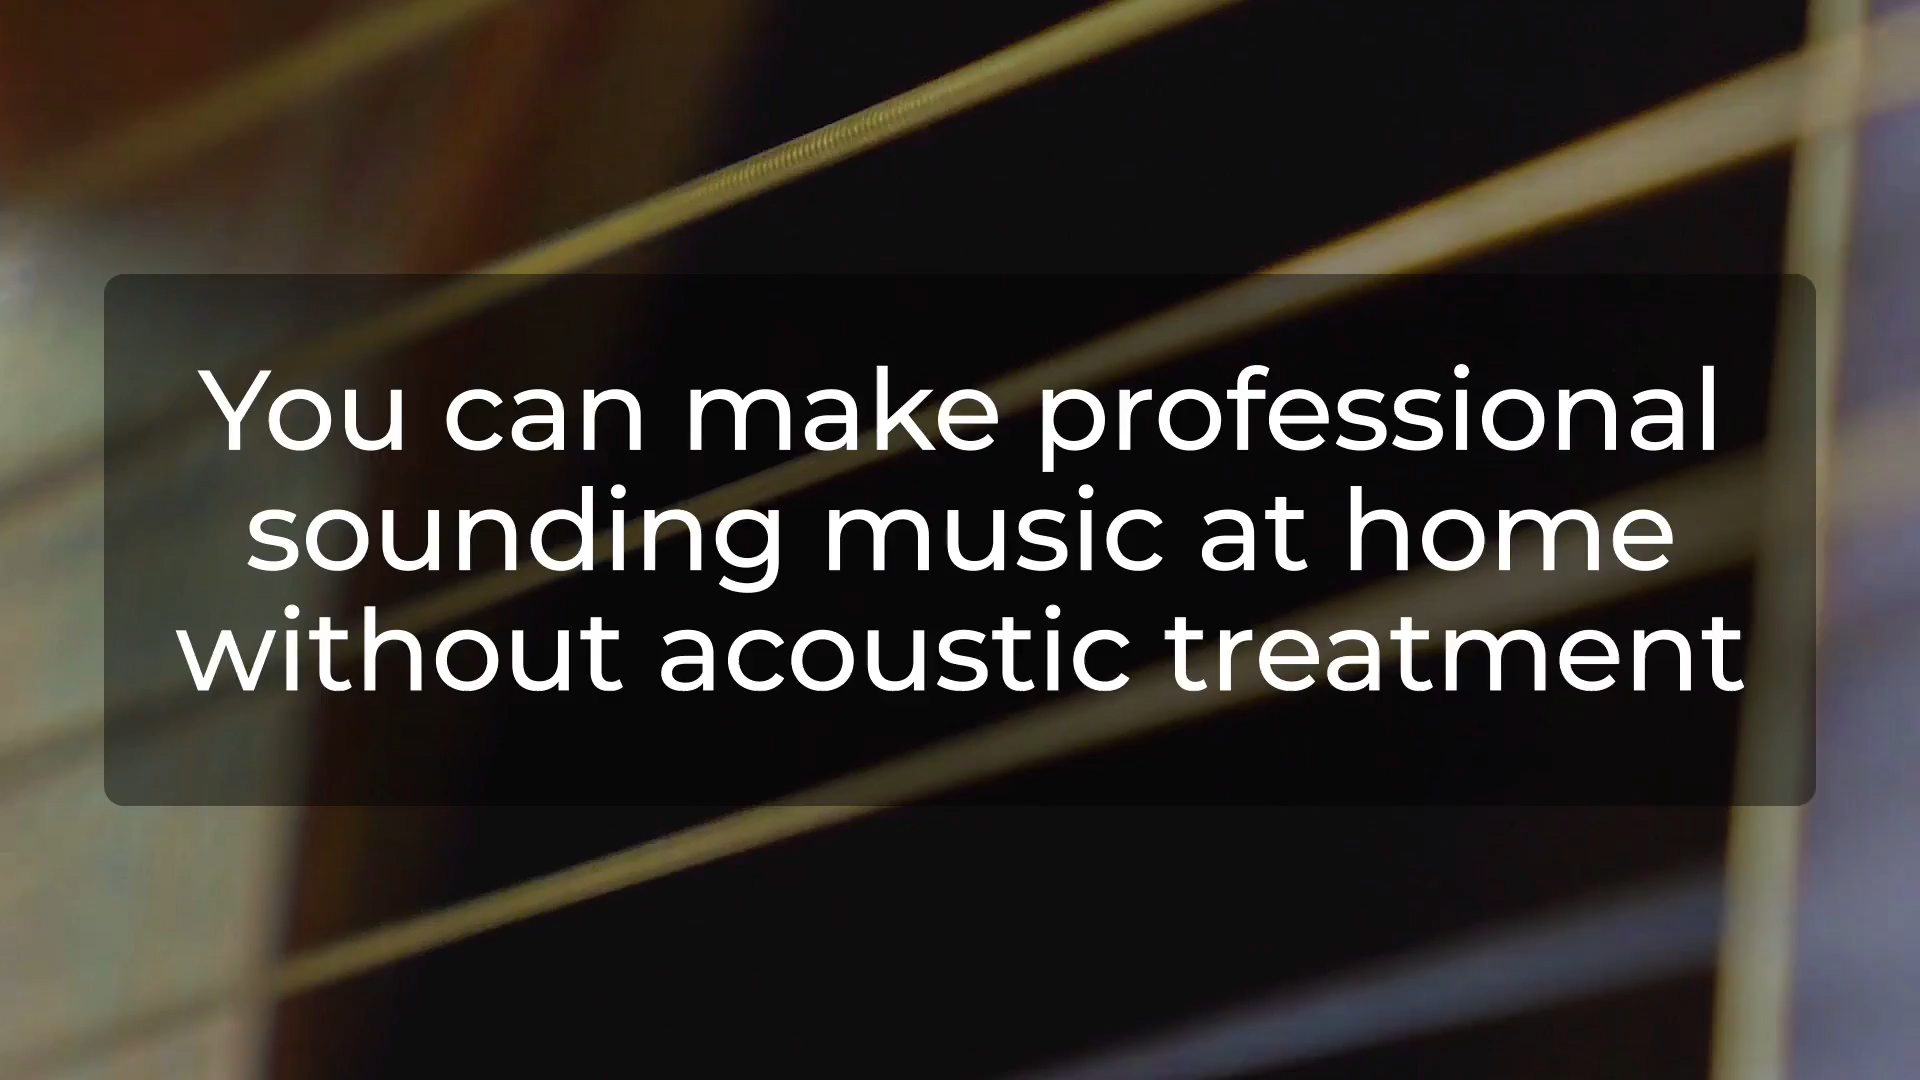 You can make professional
sounding music at home
without acoustic treatment